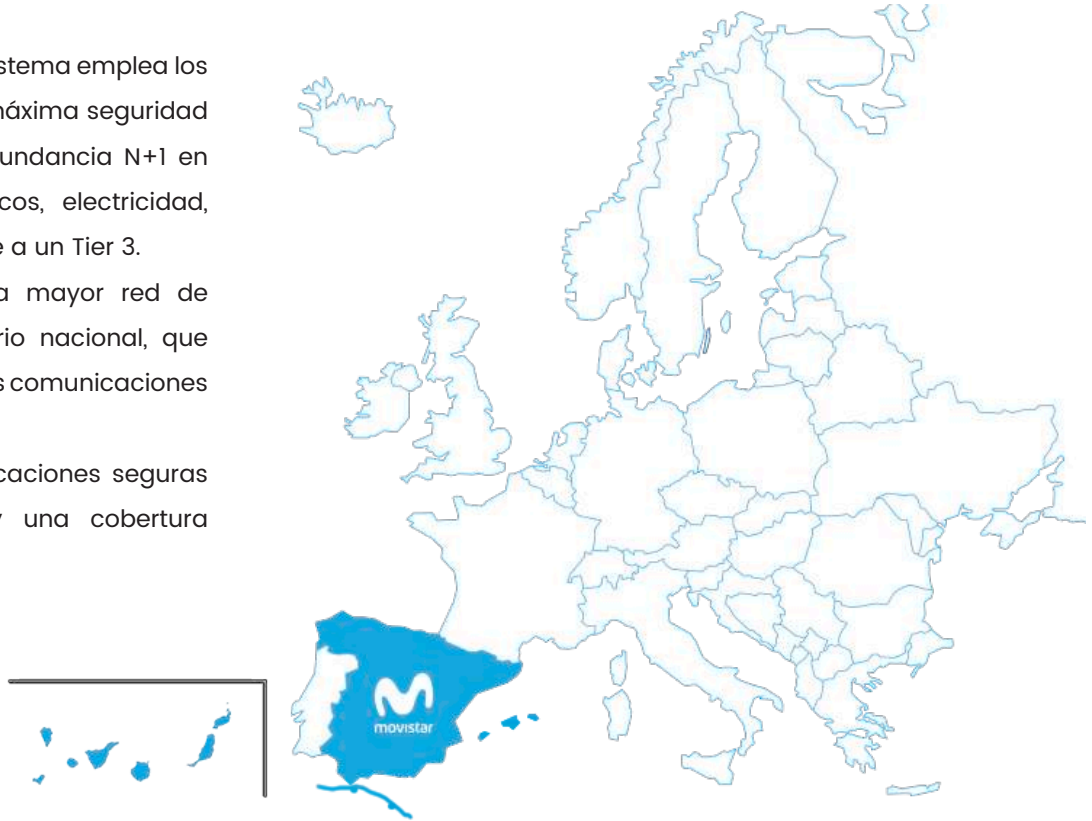 stema emplea los
náxima seguridad
undancia N+1 en
cos, electricidad,
e a un Tier 3.
a mayor red de
rio nacional, que
s comunicaciones
caciones seguras
y una cobertura
movistar